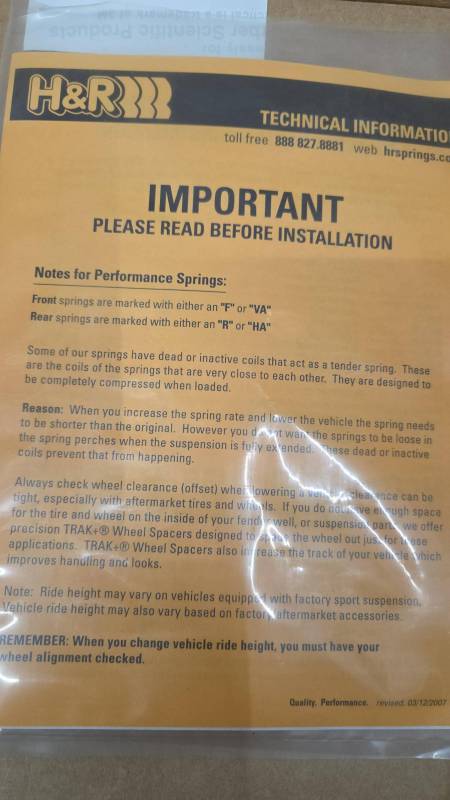 H&R
TECHNICAL INFORMATIO
toll free 888 827.8881 web hrsprings.co
IMPORTANT
PLEASE READ BEFORE INSTALLATION
Notes for Performance Springs:
Front springs are marked with either an "F" or "VA"
Rear springs are marked with either an "R" or "HA"
Some of our springs have dead or inactive coils that act as a tender spring. These
are the coils of the springs that are very close to each other. They are designed to
be completely compressed when loaded.
Reason: When you increase the spring rate and lower the vehicle the spring needs
to be shorter than the original. However you do not want the springs to be loose in
the spring perches when the suspension is fully extended. These dead or inactive
coils prevent that from happening.
Always check wheel clearance (offset) when lowering a vehicle, clearance can be
tight, especially with aftermarket tires and wheels. If you do not have enough space
for the tire and wheel on the inside of your fender well, or suspension parts we offer
precision TRAK+® Wheel Spacers designed to space the wheel out just for these
applications. TRAK+® Wheel Spacers also increase the track of your vehicle which
improves handling and looks.
Note: Ride height may vary on vehicles equipped with factory sport suspension.
Vehicle ride height may also vary based on factory aftermarket accessories.
REMEMBER: When you change vehicle ride height, you must have your
wheel alignment checked.
Quality. Performance. revised. 03/12/2007